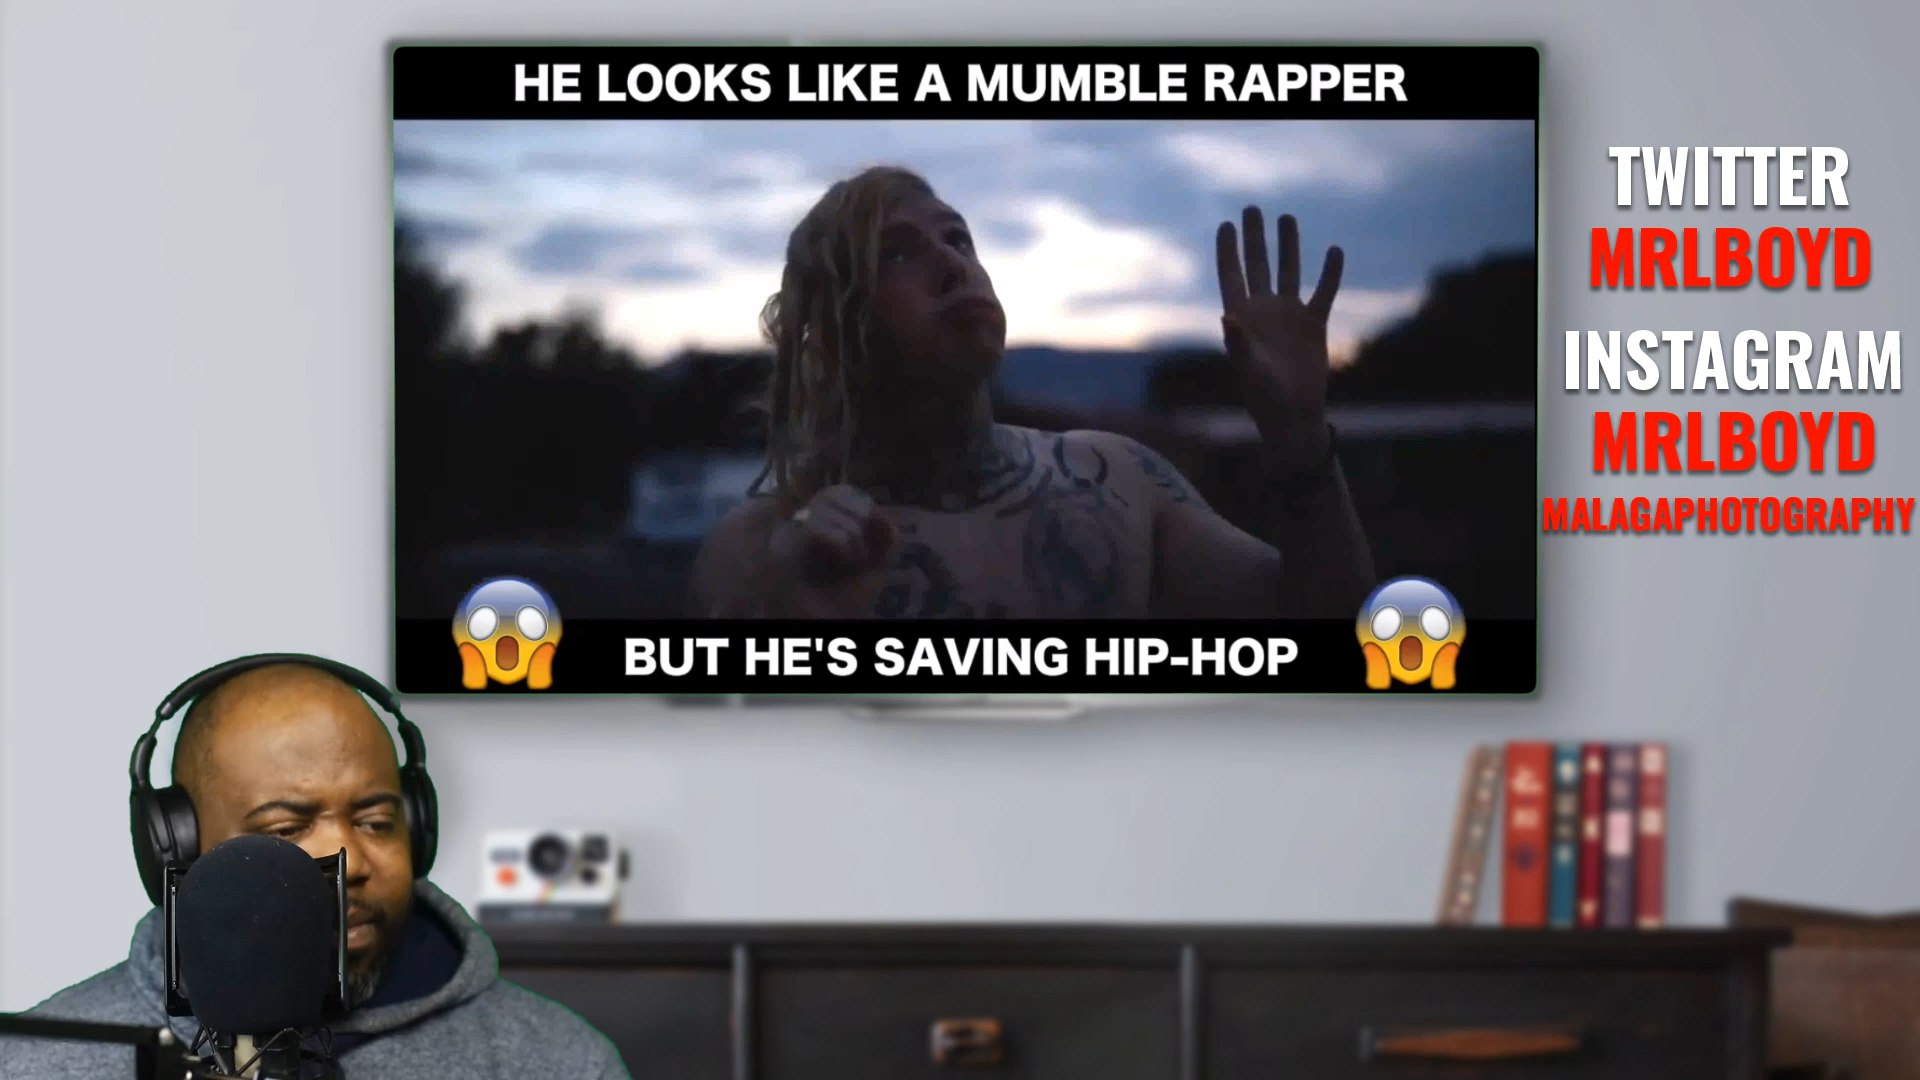 HE LOOKS LIKE A MUMBLE RAPPER
BUT HE'S SAVING HIP-HOP
TWITTER
MRLBOYD
INSTAGRAM
MRLBOYD
MALAGAPHOTOGRAPHY